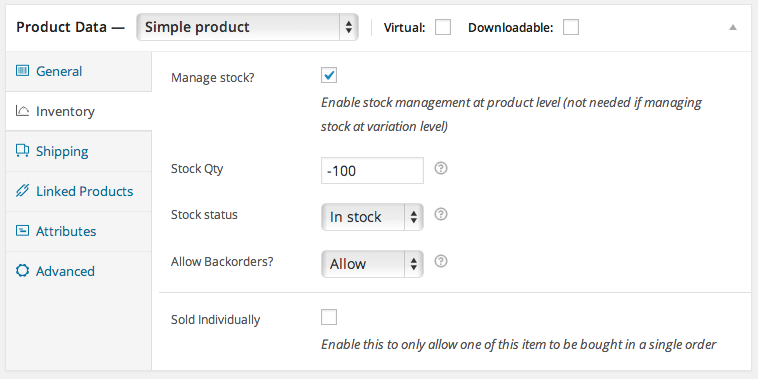 Product Data — Simple product Virtual: Downloadable:
General
Inventory
Shipping
Linked Products
Attributes
Advanced
Manage stock?
Enable stock management at product level (not needed if managing
stock at variation level)
Stock Qty -100 ?
Stock status In stock ?
Allow Backorders? Allow ?
Sold Individually
Enable this to only allow one of this item to be bought in a single order